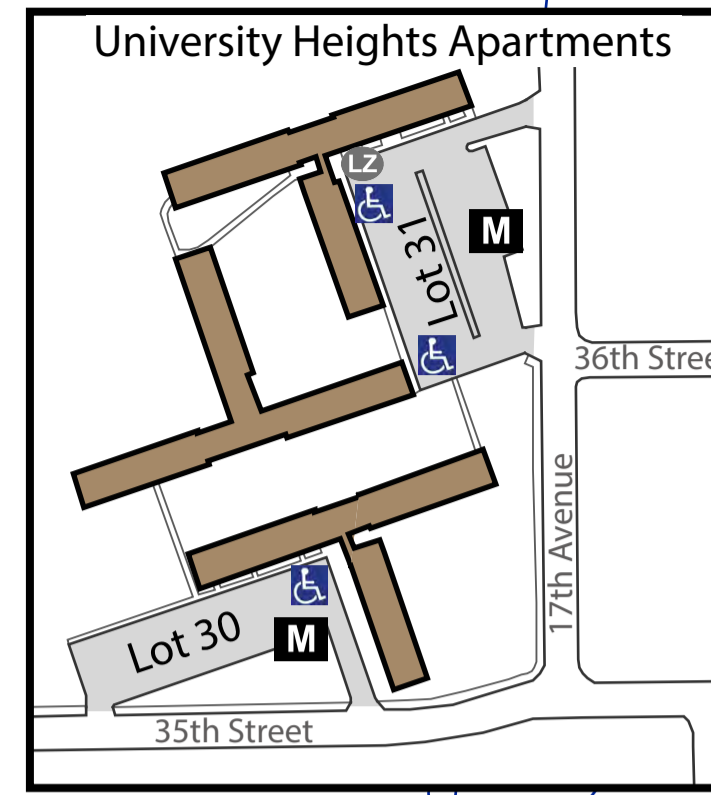 University Heights Apartments
LZ
Lot 31
M
36th Stree
17th Avenue
Lot 30
M
35th Street